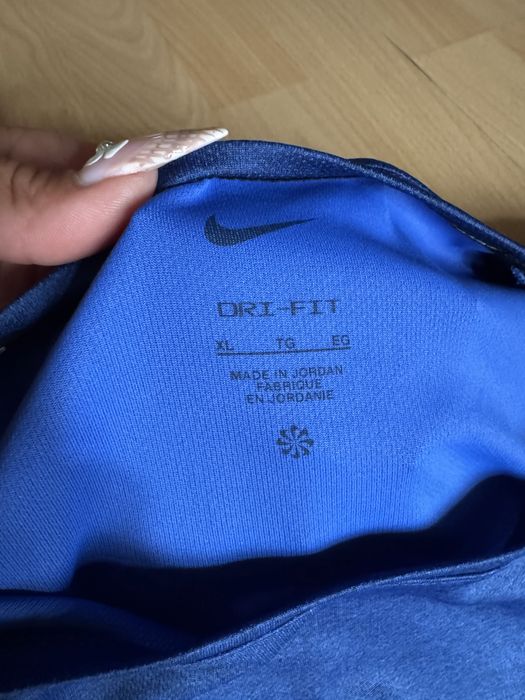 DRI-FIT
XL TG EG
MADE IN JORDAN
FABRIQUE
EN JORDANIE